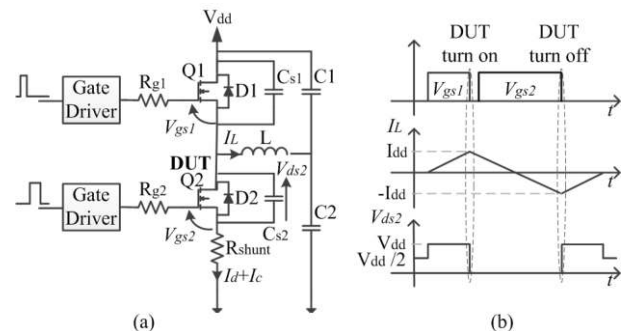 Vdd
Q1
Cs1
C1
Gate
Driver
Rg1
D1
Vgs1
IL
L
DUT
Vds2
Q2
Gate
Driver
Rg2
D2
C2
Vgs2
Cs2
Rshunt
Id+Ic
(a)
DUT
turn on
DUT
turn off
Vgs1
Vgs2
t
IL
Idd
-Idd
t
Vds2
Vdd
Vdd /2
t
(b)